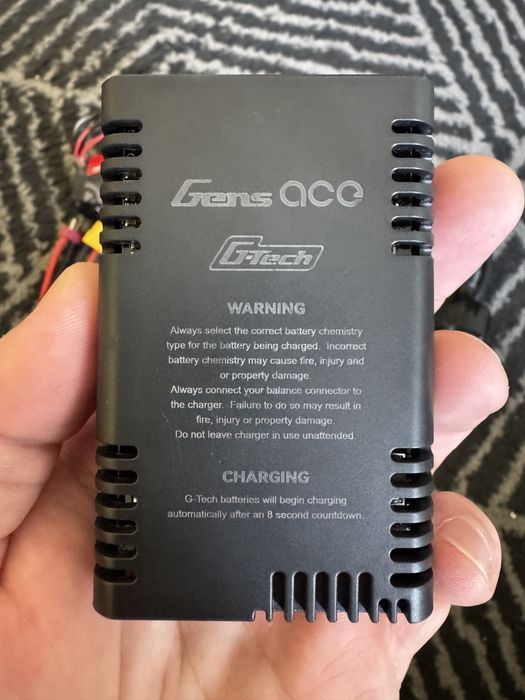 Gens ace
G-Tech
WARNING
Always select the correct battery chemistry
type for the battery being charged. Incorrect
battery chemistry may cause fire, injury and
or property damage.
Always connect your balance connector to
the charger. Failure to do so may result in
fire, injury or property damage.
Do not leave charger in use unattended.
CHARGING
G-Tech batteries will begin charging
automatically after an 8 second countdown.